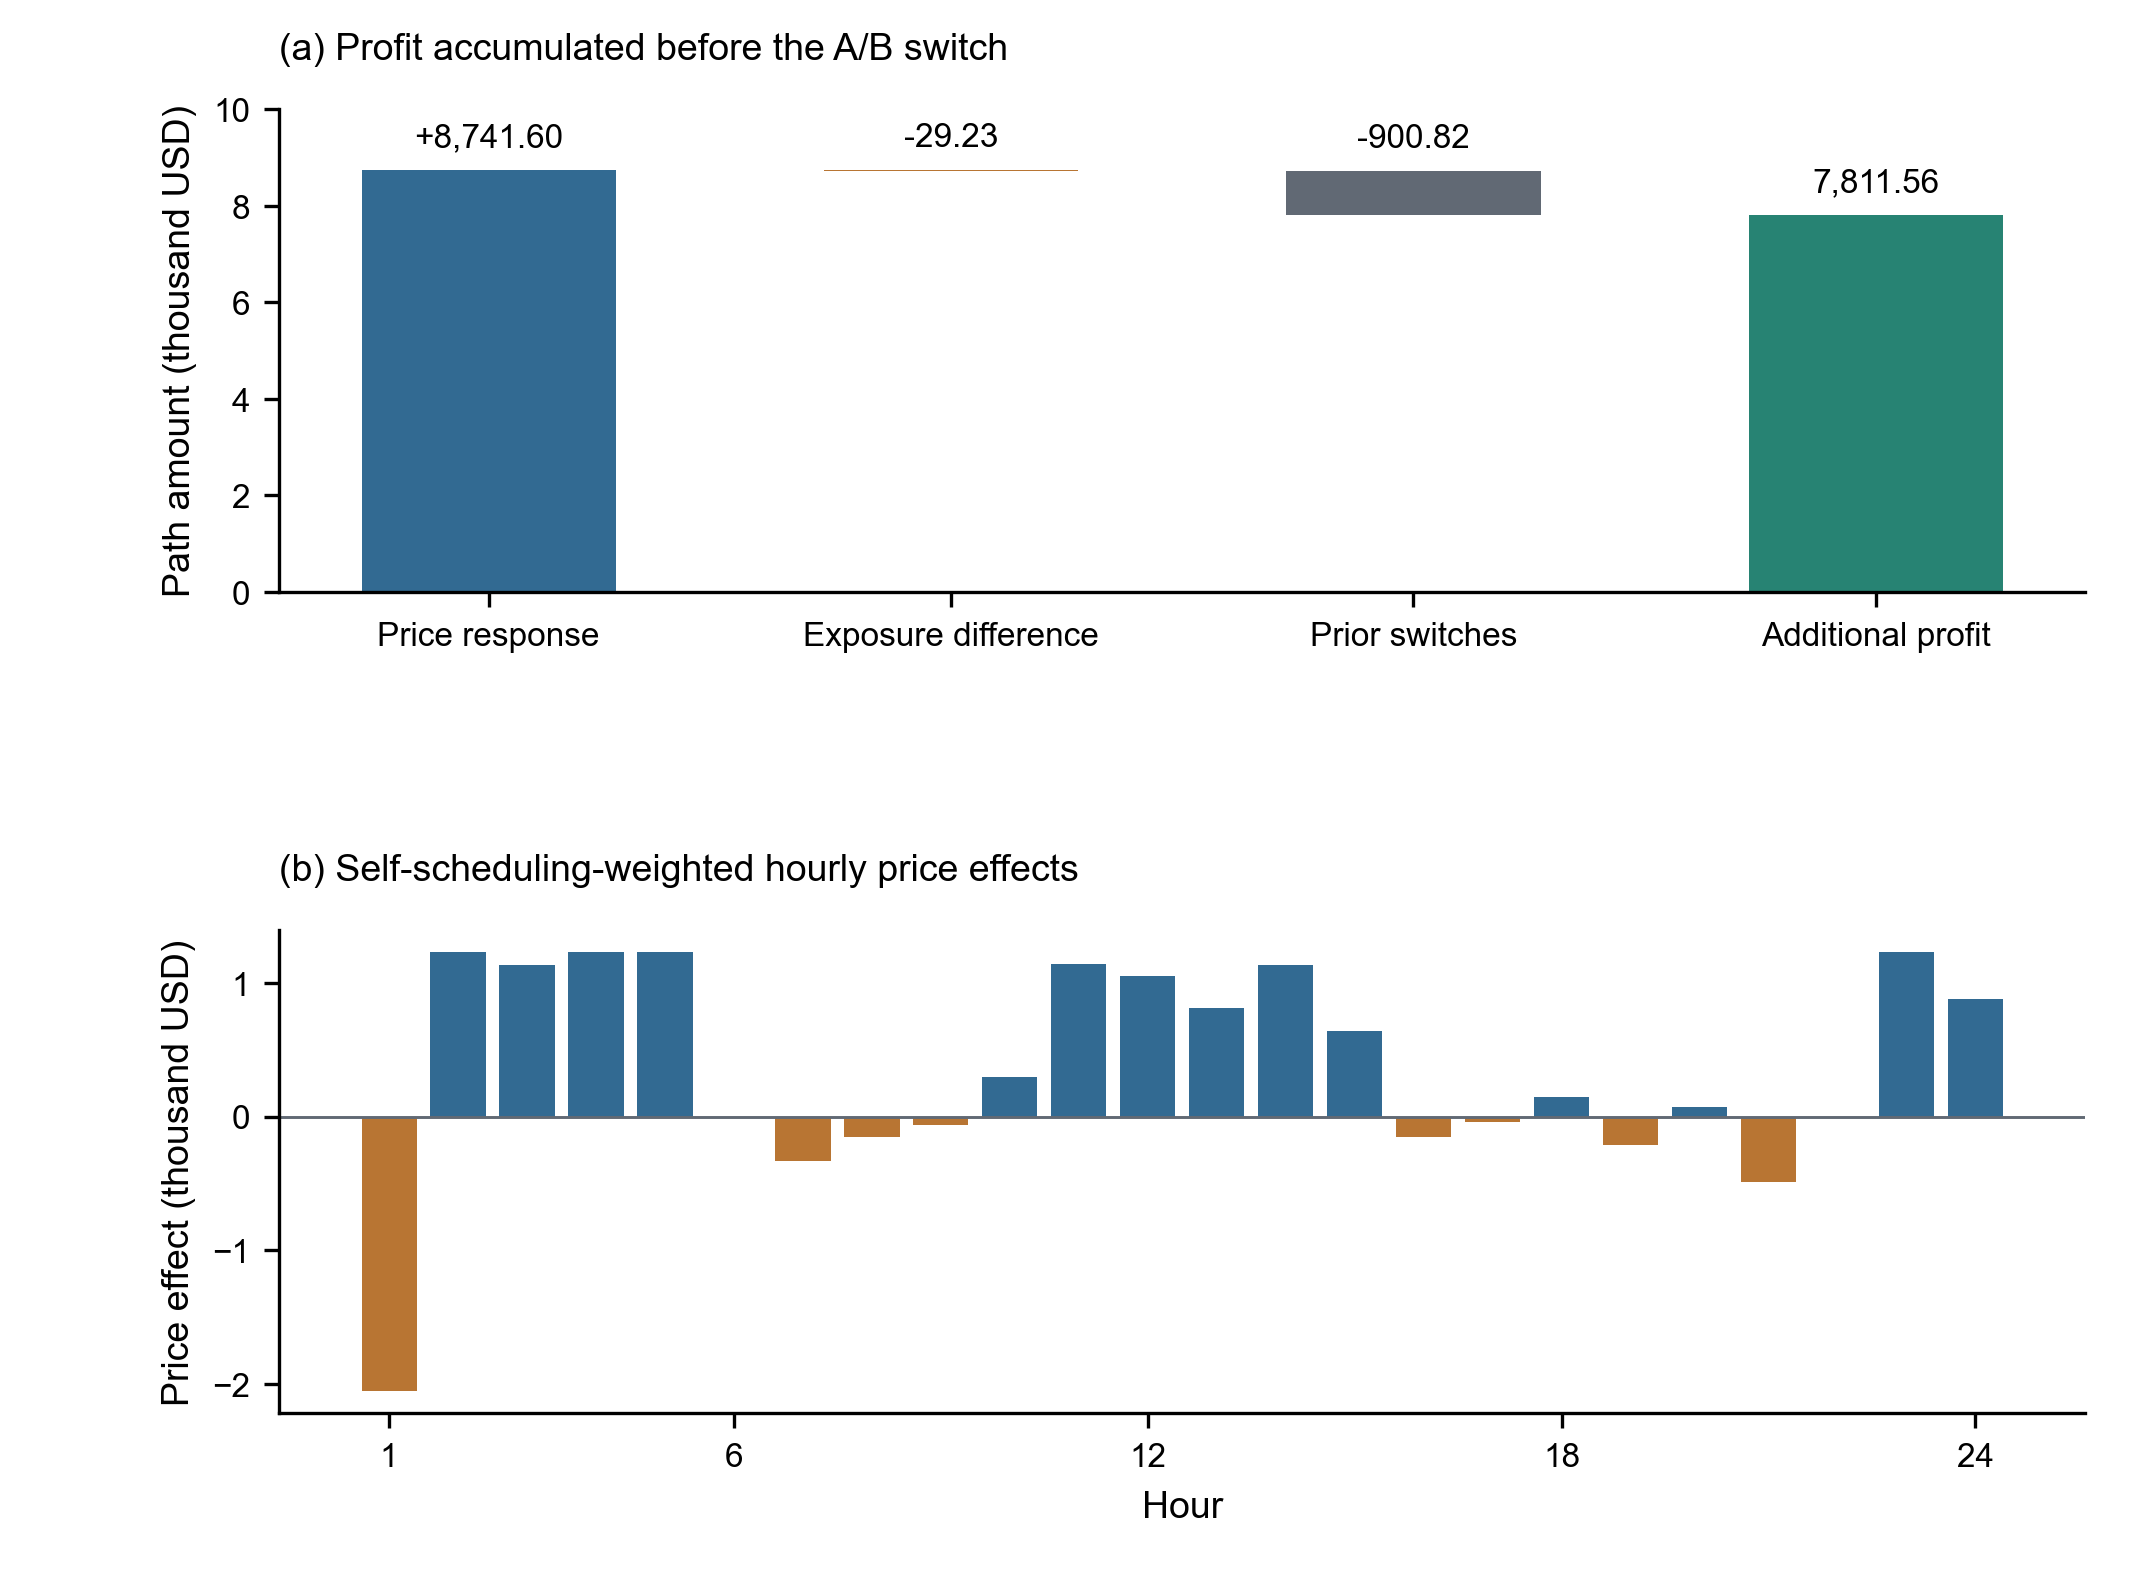 (a) Profit accumulated before the A/B switch
Path amount (thousand USD)
10
8
6
4
2
0
+8,741.60
-29.23
-900.82
7,811.56
Price response
Exposure difference
Prior switches
Additional profit
(b) Self-scheduling-weighted hourly price effects
Price effect (thousand USD)
1
0
−1
−2
1
6
12
18
24
Hour